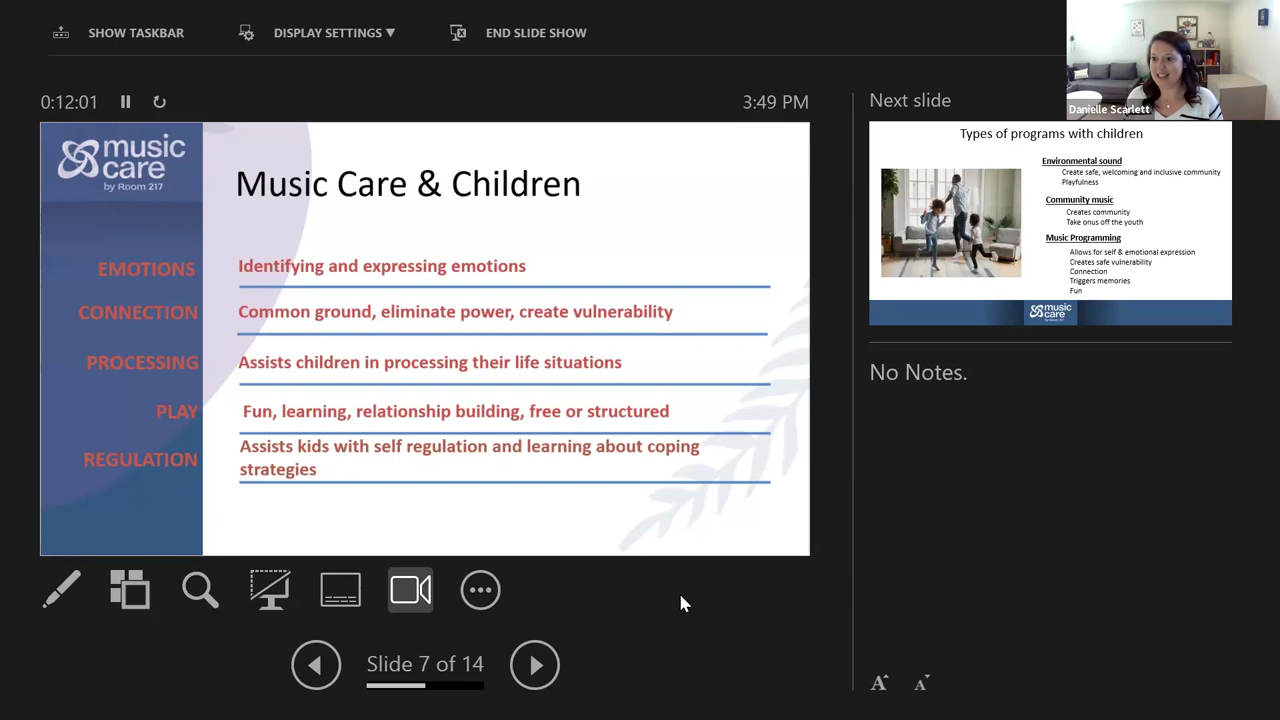 SHOW TASKBAR
DISPLAY SETTINGS ▼
END SLIDE SHOW
Danielle Scarlett
0:12:01
3:49 PM
music
care
by Room 217
Music Care & Children
EMOTIONS
Identifying and expressing emotions
CONNECTION
Common ground, eliminate power, create vulnerability
PROCESSING
Assists children in processing their life situations
PLAY
Fun, learning, relationship building, free or structured
REGULATION
Assists kids with self regulation and learning about coping
strategies
Slide 7 of 14
Next slide
Types of programs with children
Environmental sound
Create safe, welcoming and inclusive community
Playfulness
Community music
Creates community
Take onus off the youth
Music Programming
Allows for self & emotional expression
Creates safe vulnerability
Connection
Triggers memories
Fun
music
care
by Room 217
No Notes.
A A